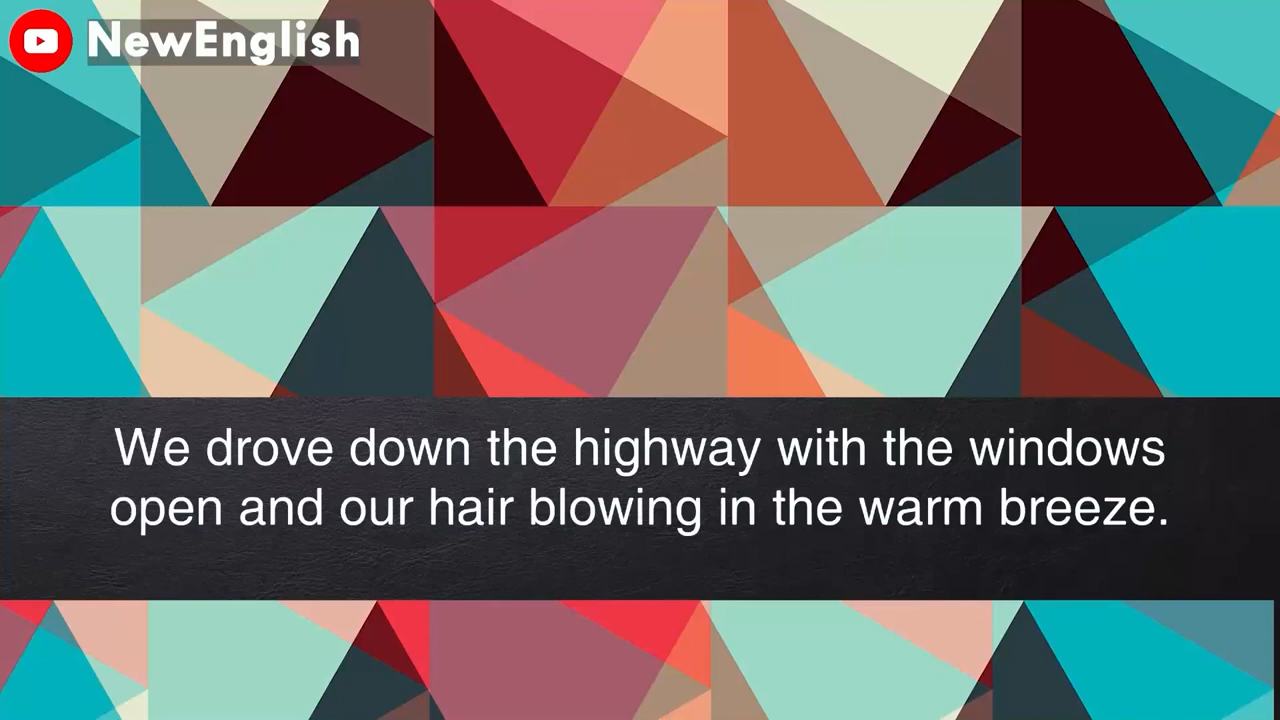 NewEnglish
We drove down the highway with the windows
open and our hair blowing in the warm breeze.